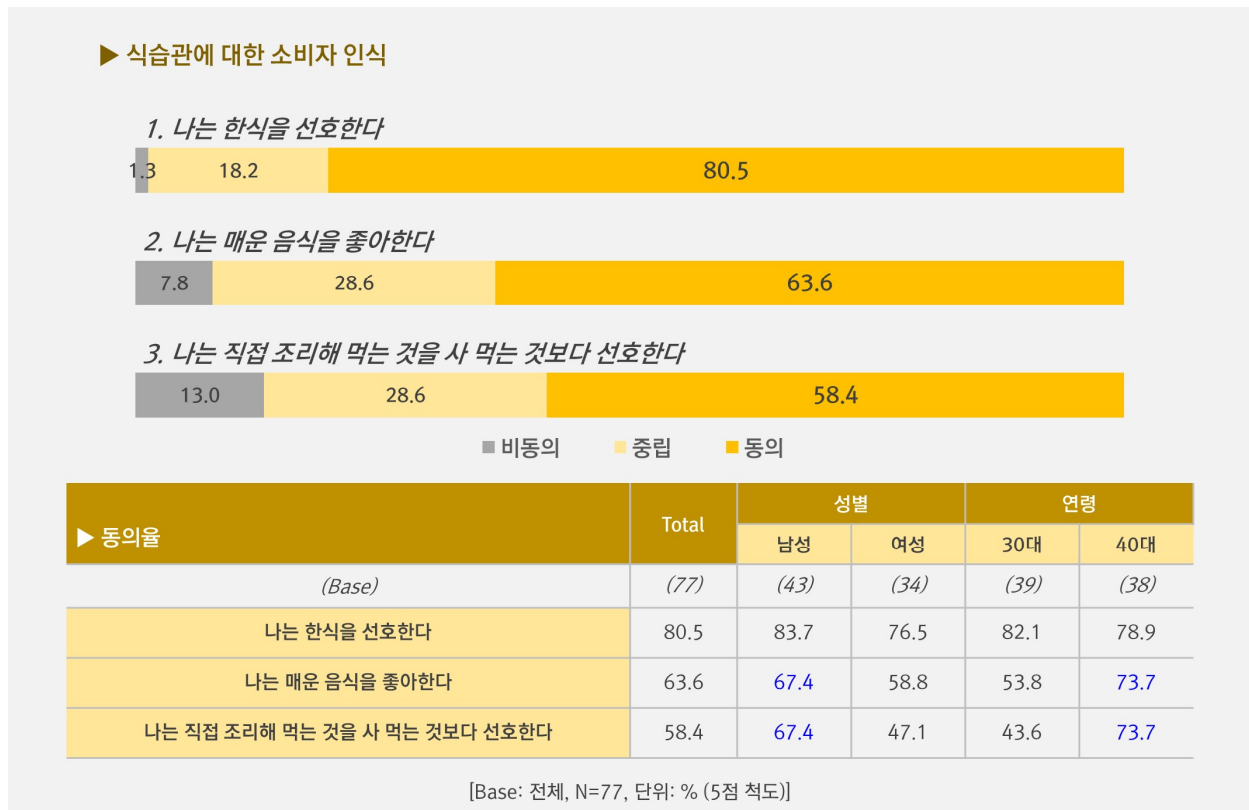 ▶ 식습관에 대한 소비자 인식
1. 나는 한식을 선호한다
1.3 18.2 80.5
2. 나는 매운 음식을 좋아한다
7.8 28.6 63.6
3. 나는 직접 조리해 먹는 것을 사 먹는 것보다 선호한다
13.0 28.6 58.4
비동의 중립 동의
▶ 동의율 Total 성별 연령
남성 여성 30대 40대
(Base) (77) (43) (34) (39) (38)
나는 한식을 선호한다 80.5 83.7 76.5 82.1 78.9
나는 매운 음식을 좋아한다 63.6 67.4 58.8 53.8 73.7
나는 직접 조리해 먹는 것을 사 먹는 것보다 선호한다 58.4 67.4 47.1 43.6 73.7
[Base: 전체, N=77, 단위: % (5점 척도)]